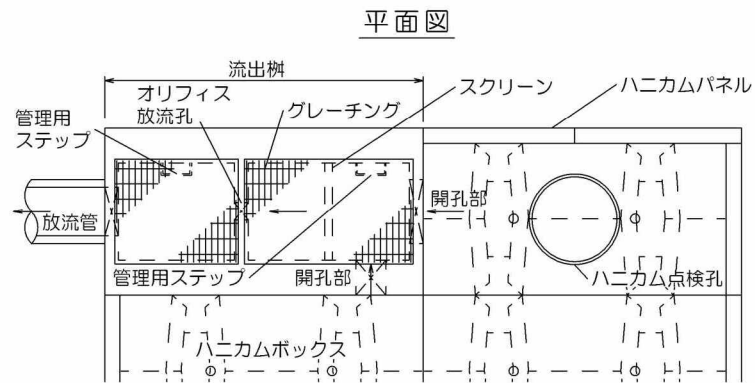 平面図
流出桝
スクリーン
ハニカムパネル
オリフィス
放流孔
グレーチング
管理用
ステップ
放流管
開孔部
管理用ステップ
開孔部
ハニカム点検孔
ハニカムボックス